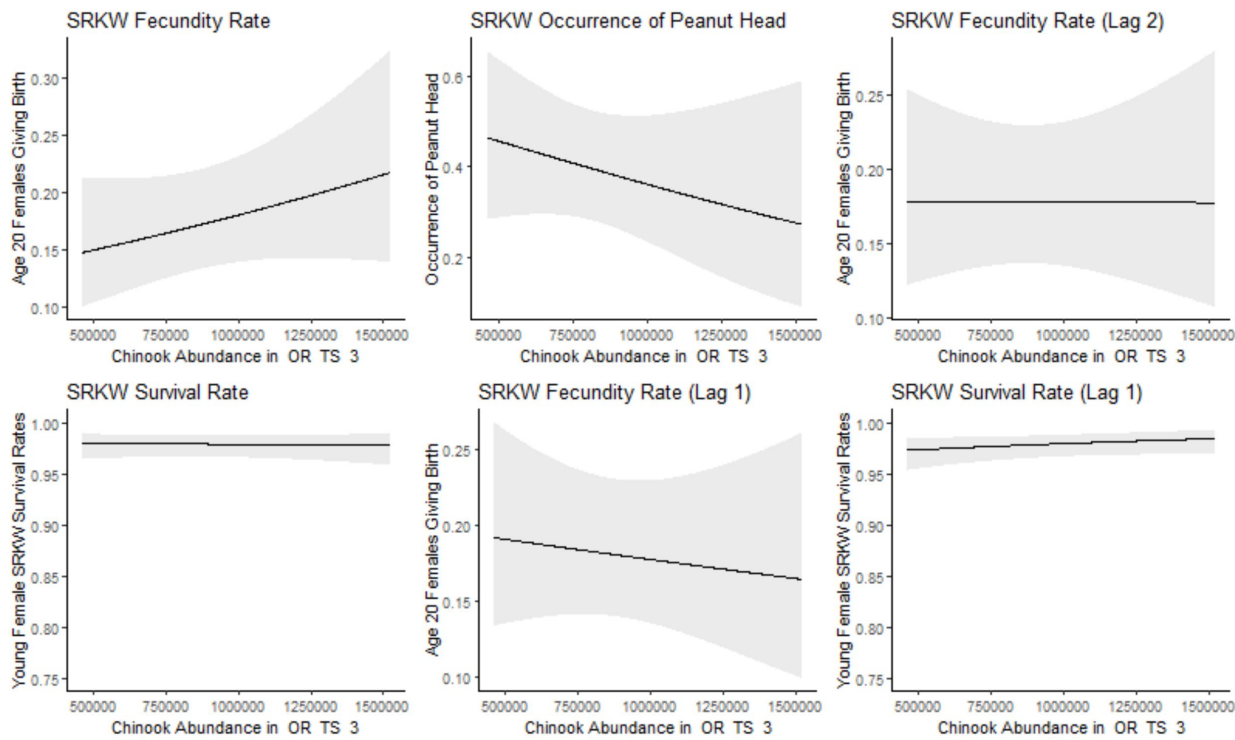 SRKW Fecundity Rate
Age 20 Females Giving Birth
0.30
0.25
0.20
0.15
0.10
500000 750000 1000000 1250000 1500000
Chinook Abundance in OR TS 3
SRKW Occurrence of Peanut Head
Occurrence of Peanut Head
0.6
0.4
0.2
500000 750000 1000000 1250000 1500000
Chinook Abundance in OR TS 3
SRKW Fecundity Rate (Lag 2)
Age 20 Females Giving Birth
0.25
0.20
0.15
0.10
500000 750000 1000000 1250000 1500000
Chinook Abundance in OR TS 3
SRKW Survival Rate
Young Female SRKW Survival Rates
1.00
0.95
0.90
0.85
0.80
0.75
500000 750000 1000000 1250000 1500000
Chinook Abundance in OR TS 3
SRKW Fecundity Rate (Lag 1)
Age 20 Females Giving Birth
0.25
0.20
0.15
0.10
500000 750000 1000000 1250000 1500000
Chinook Abundance in OR TS 3
SRKW Survival Rate (Lag 1)
Young Female SRKW Survival Rates
1.00
0.95
0.90
0.85
0.80
0.75
500000 750000 1000000 1250000 1500000
Chinook Abundance in OR TS 3